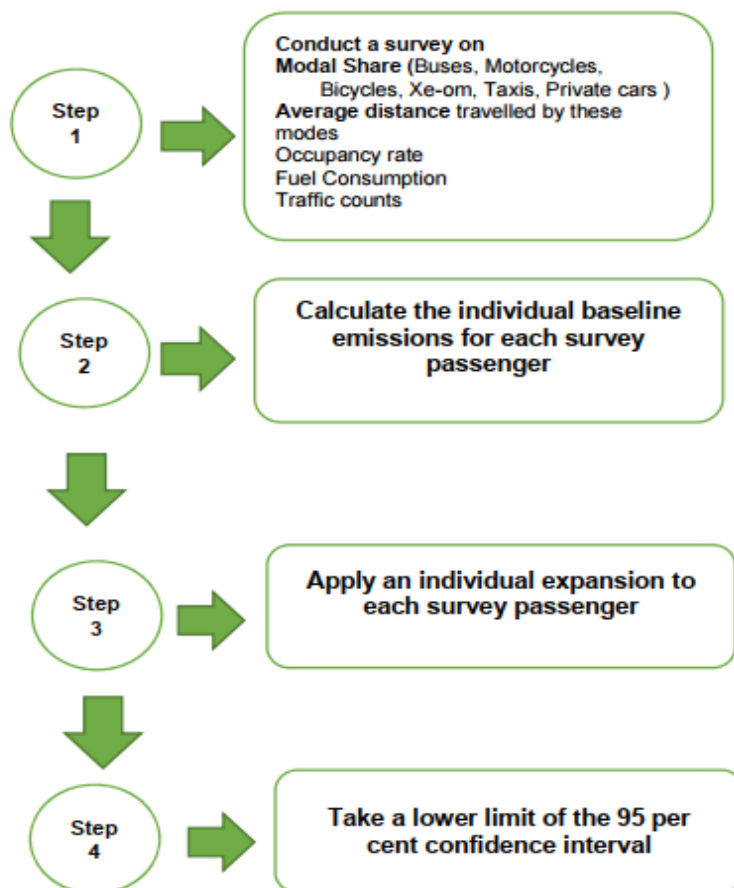 Step
1
Conduct a survey on
Modal Share (Buses, Motorcycles,
Bicycles, Xe-om, Taxis, Private cars )
Average distance travelled by these
modes
Occupancy rate
Fuel Consumption
Traffic counts
Step
2
Calculate the individual baseline
emissions for each survey
passenger
Step
3
Apply an individual expansion to
each survey passenger
Step
4
Take a lower limit of the 95 per
cent confidence interval